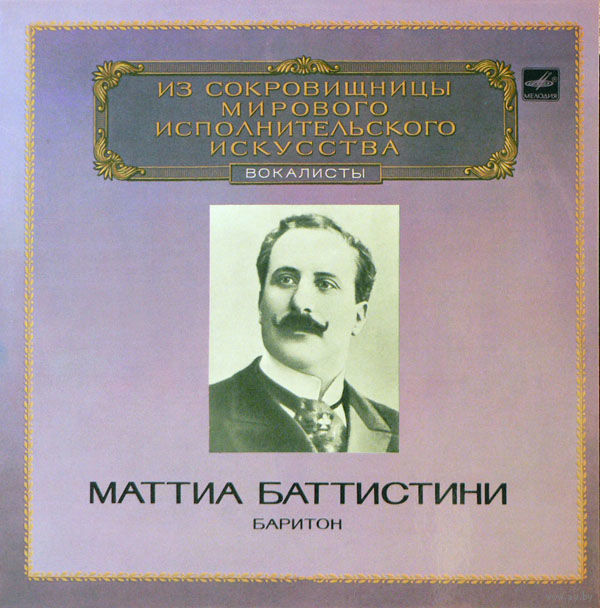 ИЗ СОКРОВИЩНИЦЫ
МИРОВОГО
ИСПОЛНИТЕЛЬСКОГО
ИСКУССТВА
ВОКАЛИСТЫ
МЕЛОДИЯ
МАТТИА БАТТИСТИНИ
БАРИТОН